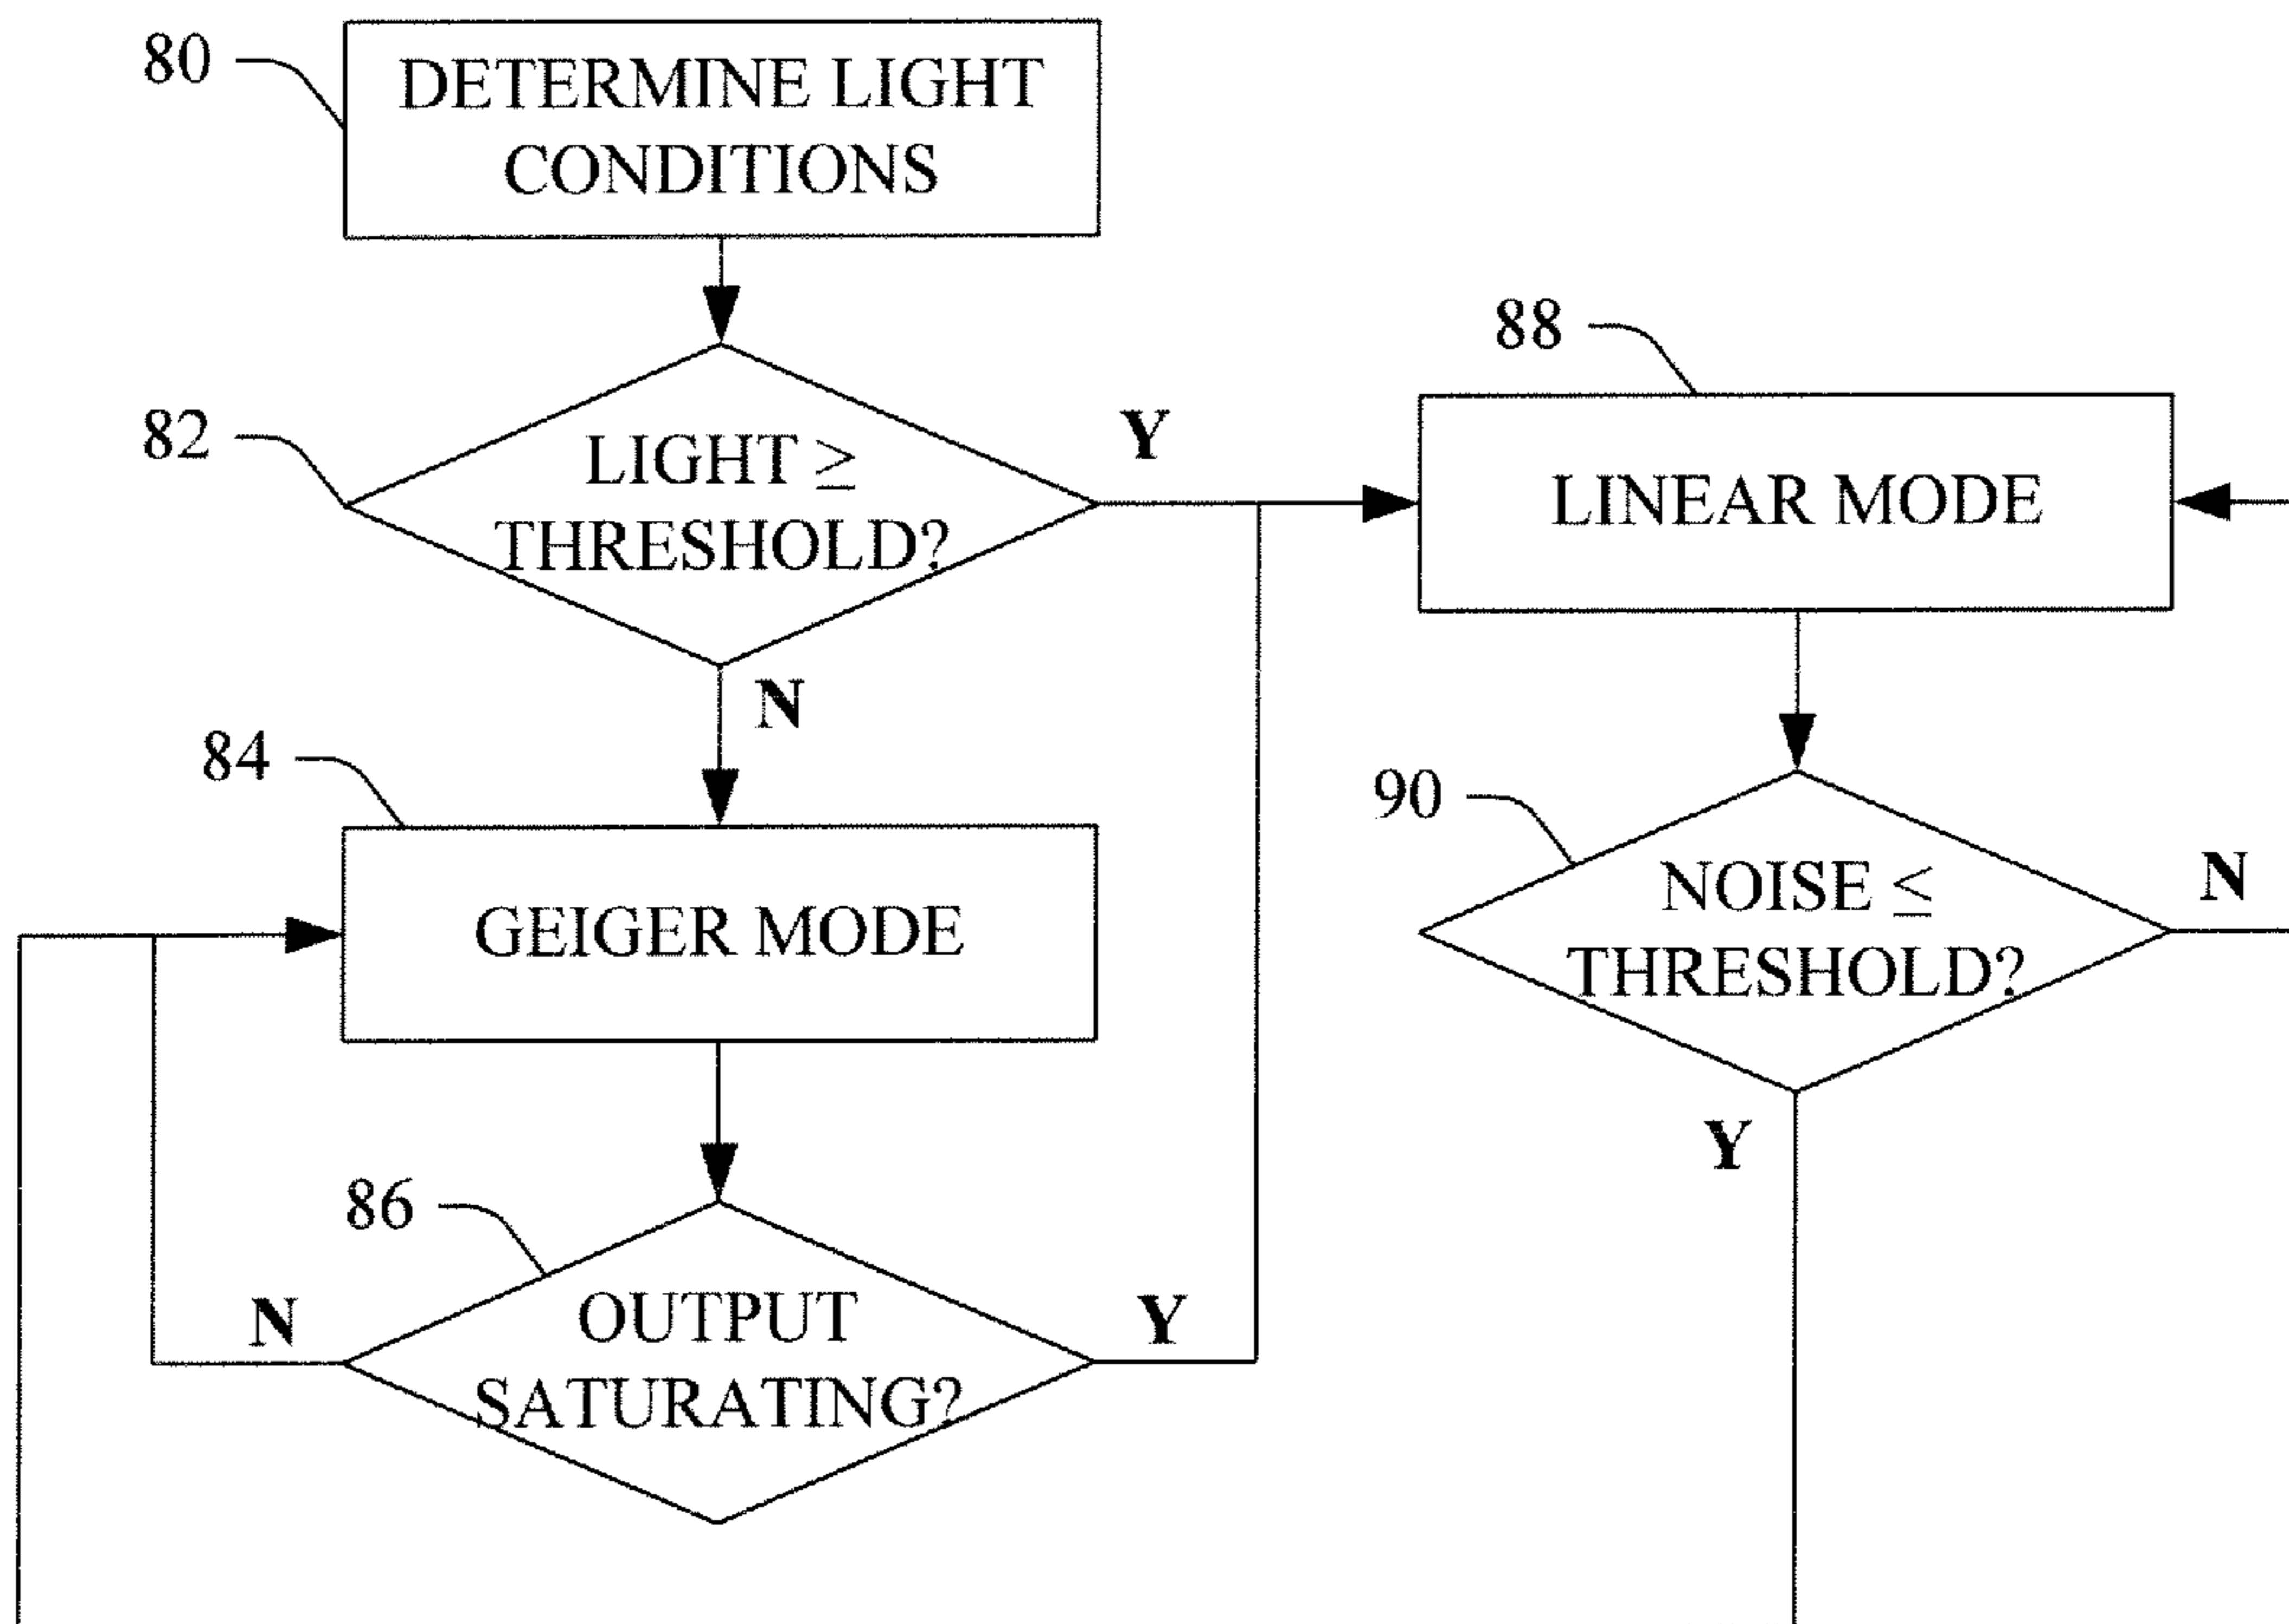 80
DETERMINE LIGHT
CONDITIONS
82
LIGHT ≥
THRESHOLD?
Y
N
84
GEIGER MODE
86
OUTPUT
SATURATING?
N
Y
88
LINEAR MODE
90
NOISE ≤
THRESHOLD?
N
Y